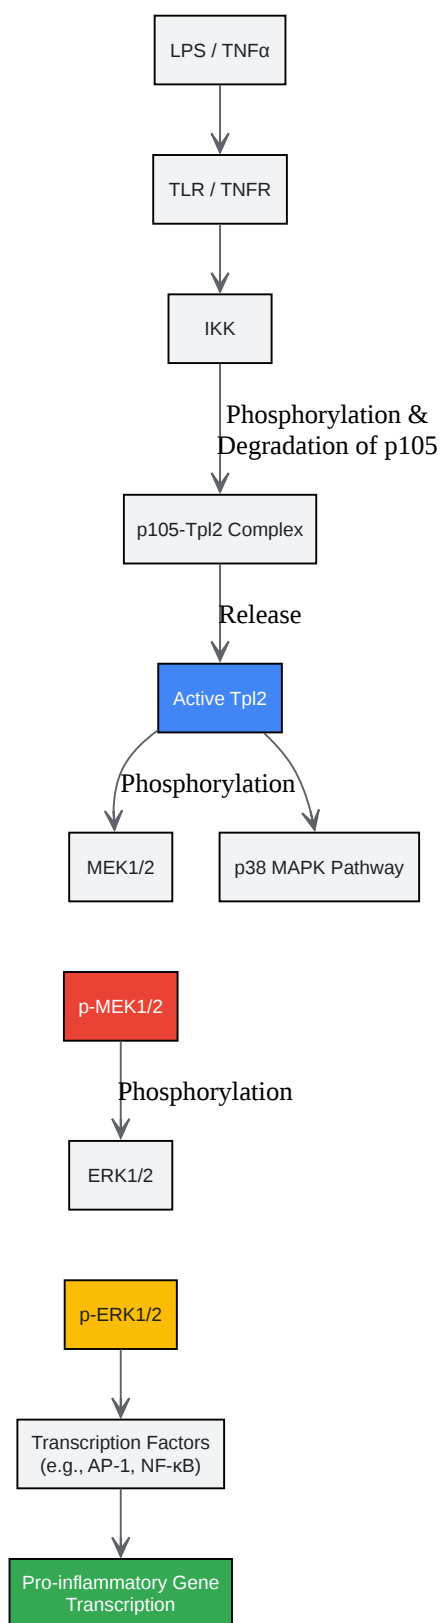 LPS / TNFα
TLR / TNFR
IKK
Phosphorylation &
Degradation of p105
p105-Tpl2 Complex
Release
Active Tpl2
Phosphorylation
MEK1/2
p38 MAPK Pathway
p-MEK1/2
Phosphorylation
ERK1/2
p-ERK1/2
Transcription Factors
(e.g., AP-1, NF-κB)
Pro-inflammatory Gene
Transcription